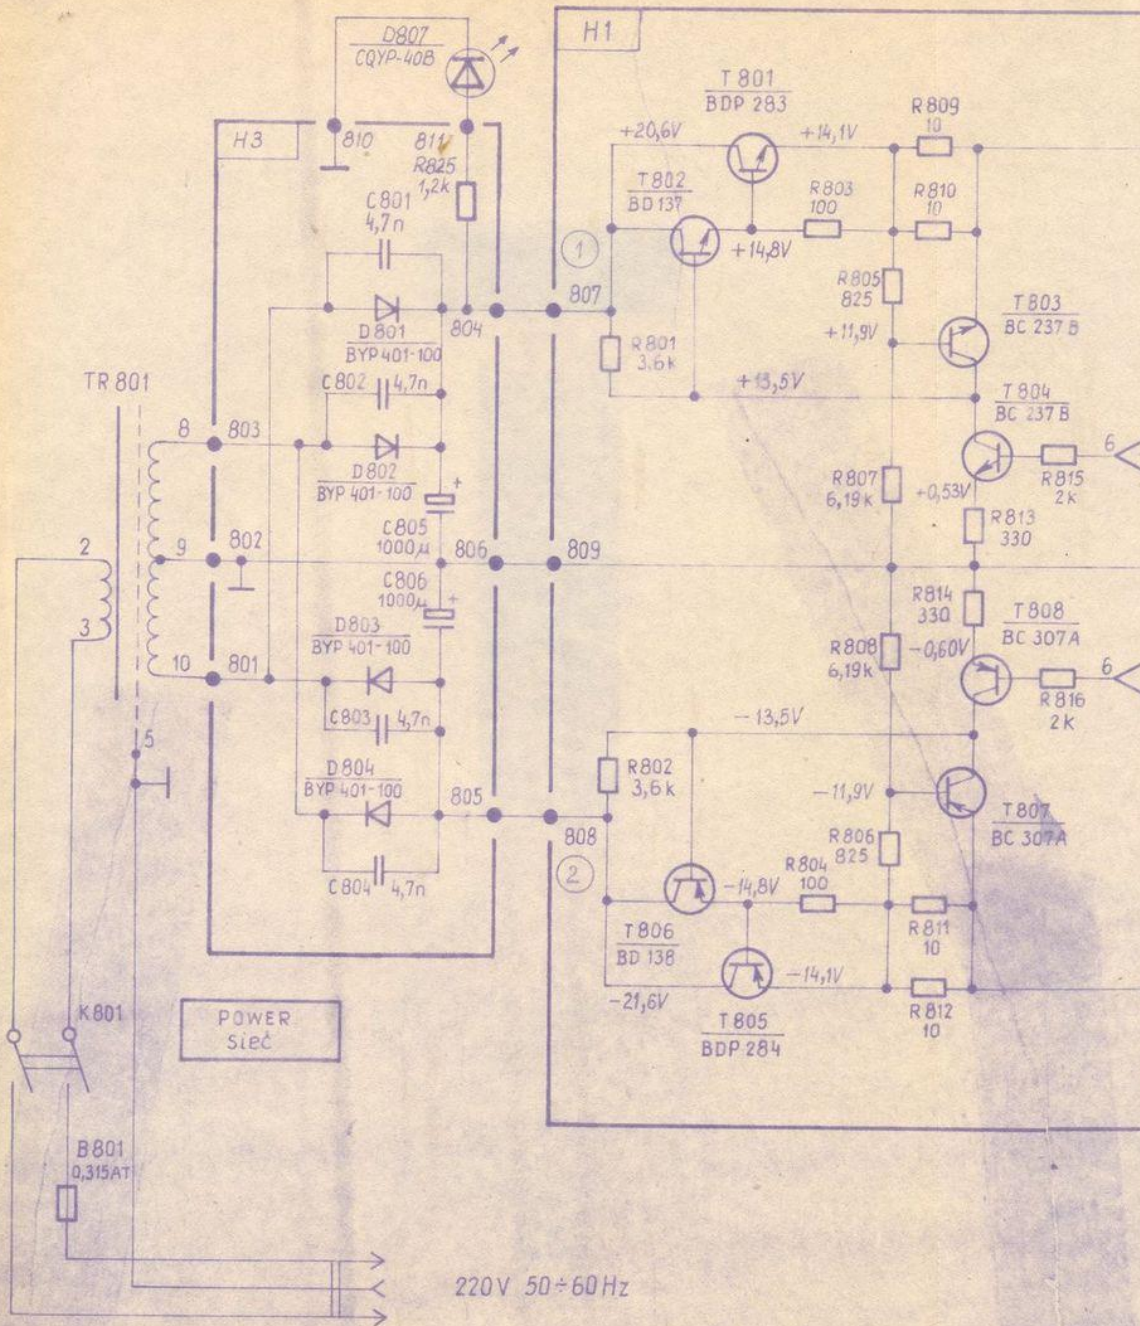 D807
CQYP-40B
H3
810
811
R825
1,2k
C801
4,7n
D801
BYP 401-100
804
C802 4,7n
D802
BYP 401-100
+
C805
1000μ
806
C806
1000μ
+
D803
BYP 401-100
C803 4,7n
D804
BYP 401-100
805
C804 4,7n
TR 801
8
803
9
802
10
801
2
3
5
K801
B801
0,315AT
POWER
sieć
220V 50÷60Hz
H1
1
807
809
808
2
T801
BDP 283
+20,6V
+14,1V
T802
BD 137
+14,8V
R803
100
R809
10
R810
10
R805
825
+11,9V
T803
BC 237 B
R801
3,6k
+13,5V
T804
BC 237 B
6
R815
2k
R807
6,19k
+0,53V
R813
330
R814
330
T808
BC 307A
R808
6,19k
-0,60V
6
R816
2k
-13,5V
R802
3,6k
-11,9V
T807
BC 307A
R806
825
R804
100
-14,8V
T806
BD 138
R811
10
-14,1V
-21,6V
T805
BDP 284
R812
10